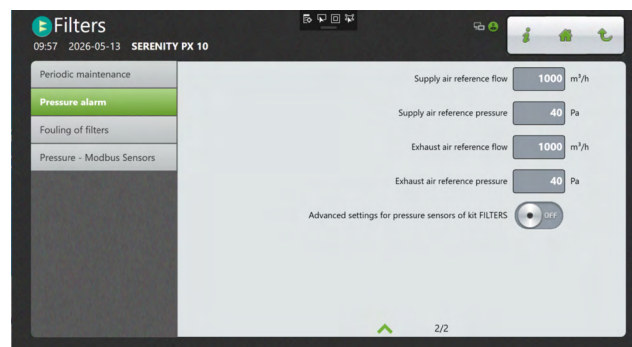 Filters
09:57 2026-05-13 SERENITY PX 10
Periodic maintenance
Pressure alarm
Fouling of filters
Pressure - Modbus Sensors
Supply air reference flow 1000 m³/h
Supply air reference pressure 40 Pa
Exhaust air reference flow 1000 m³/h
Exhaust air reference pressure 40 Pa
Advanced settings for pressure sensors of kit FILTERS OFF
2/2